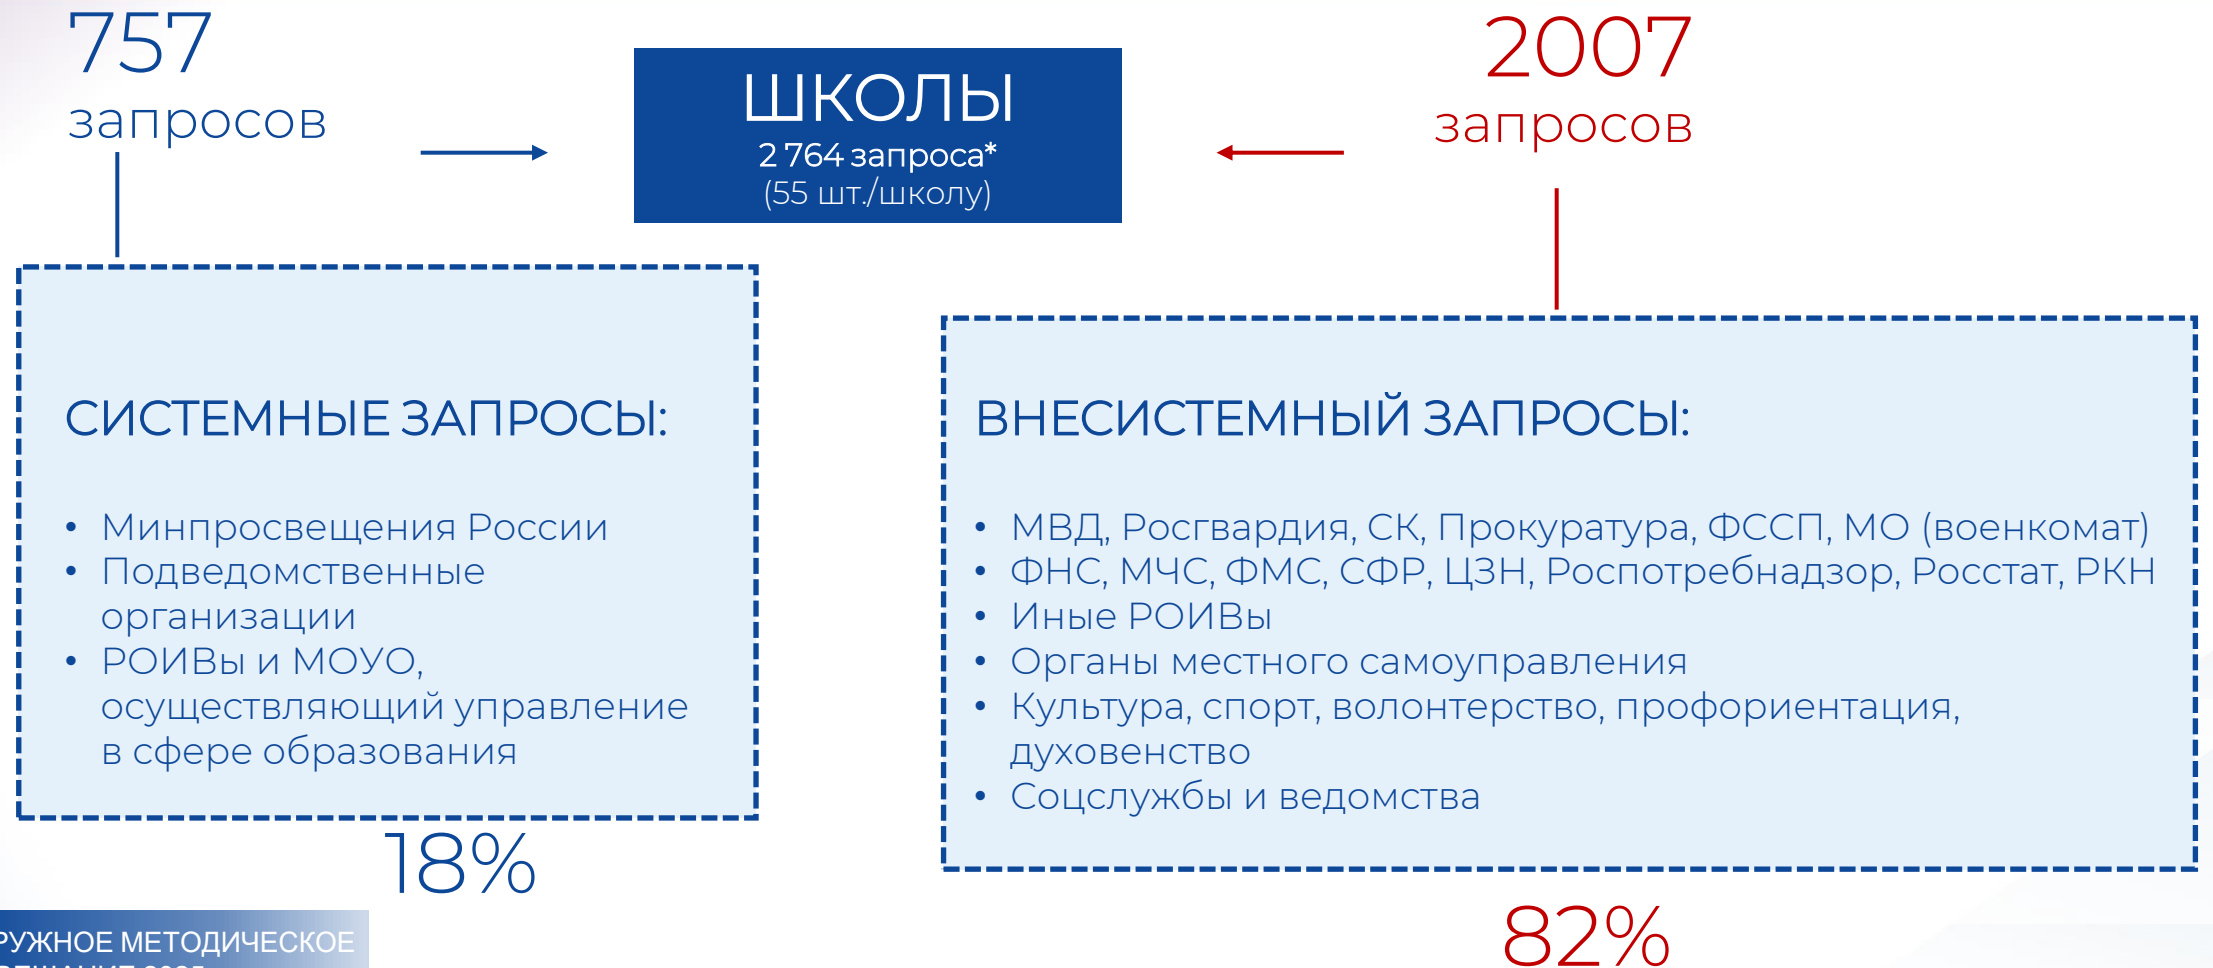 757
запросов
ШКОЛЫ
2 764 запроса*
(55 шт./школу)
2007
запросов
СИСТЕМНЫЕ ЗАПРОСЫ:
• Минпросвещения России
• Подведомственные
организации
• РОИВы и МОУО,
осуществляющий управление
в сфере образования
18%
ВНЕСИСТЕМНЫЙ ЗАПРОСЫ:
• МВД, Росгвардия, СК, Прокуратура, ФССП, МО (военкомат)
• ФНС, МЧС, ФМС, СФР, ЦЗН, Роспотребнадзор, Росстат, РКН
• Иные РОИВы
• Органы местного самоуправления
• Культура, спорт, волонтерство, профориентация,
духовенство
• Соцслужбы и ведомства
82%
МЕТОДИЧЕСКОЕ